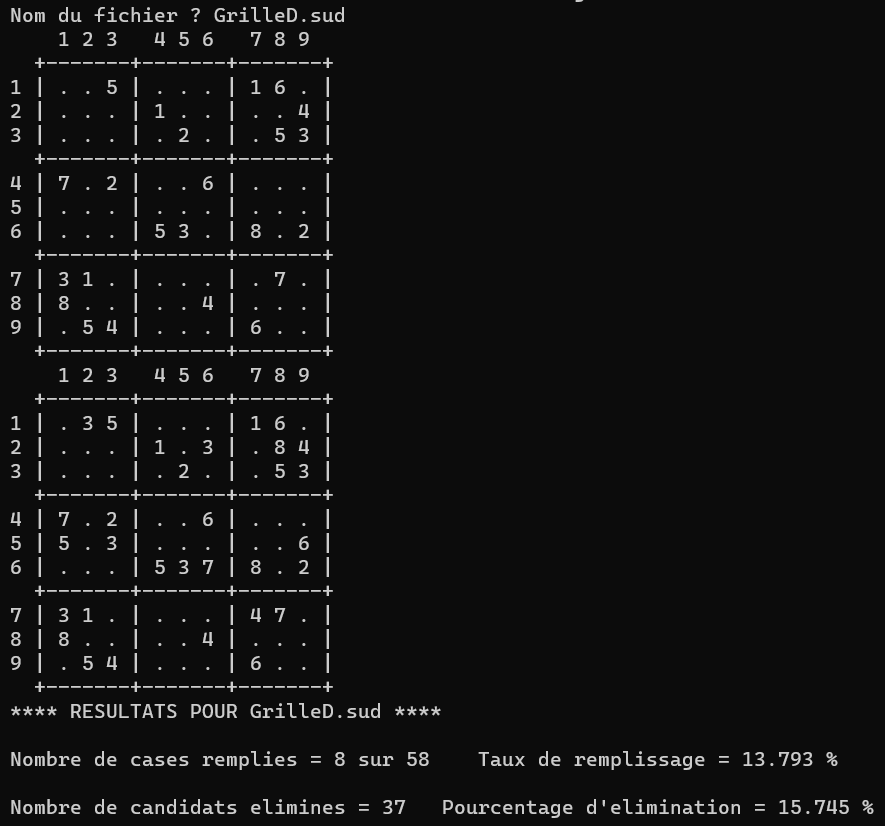 Nom du fichier ? GrilleD.sud
    1 2 3   4 5 6   7 8 9
  +-------+-------+-------+
1 | . . 5 | . . . | 1 6 . |
2 | . . . | 1 . . | . . 4 |
3 | . . . | . 2 . | . 5 3 |
  +-------+-------+-------+
4 | 7 . 2 | . . 6 | . . . |
5 | . . . | . . . | . . . |
6 | . . . | 5 3 . | 8 . 2 |
  +-------+-------+-------+
7 | 3 1 . | . . . | . 7 . |
8 | 8 . . | . . 4 | . . . |
9 | . 5 4 | . . . | 6 . . |
  +-------+-------+-------+
    1 2 3   4 5 6   7 8 9
  +-------+-------+-------+
1 | . 3 5 | . . . | 1 6 . |
2 | . . . | 1 . 3 | . 8 4 |
3 | . . . | . 2 . | . 5 3 |
  +-------+-------+-------+
4 | 7 . 2 | . . 6 | . . . |
5 | 5 . 3 | . . . | . . 6 |
6 | . . . | 5 3 7 | 8 . 2 |
  +-------+-------+-------+
7 | 3 1 . | . . . | 4 7 . |
8 | 8 . . | . . 4 | . . . |
9 | . 5 4 | . . . | 6 . . |
  +-------+-------+-------+
**** RESULTATS POUR GrilleD.sud ****
Nombre de cases remplies = 8 sur 58    Taux de remplissage = 13.793 %
Nombre de candidats elimines = 37   Pourcentage d'elimination = 15.745 %